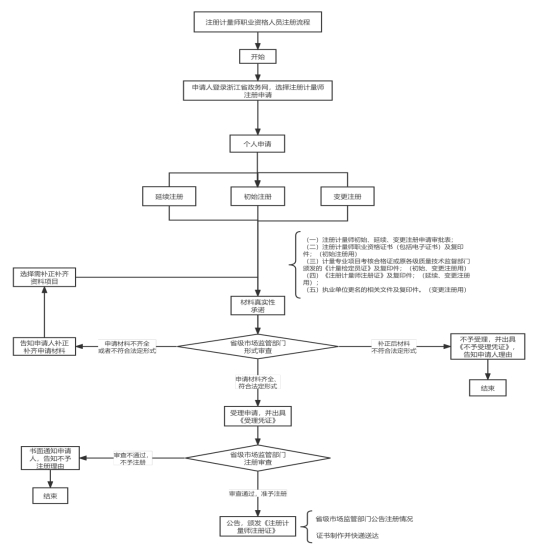 注册计量师职业资格人员注册流程
开始
申请人登录浙江省政务网，选择注册计量师
注册申请
个人申请
延续注册
初始注册
变更注册
（一）注册计量师初始、延续、变更注册申请审批表；
（二）注册计量师职业资格证书（包括电子证书）及复印
件；（初始注册用）
（三）计量专业项目考核合格证或原各级质量技术监督部门
颁发的《计量检定员证》及复印件；（初始、变更注册用）
（四）《注册计量师注册证》及复印件；（延续、变更注册
用）；
（五）执业单位更名的相关文件及复印件。（变更注册用）
选择需补正补齐
资料项目
材料真实性
承诺
告知申请人补正
补齐申请材料
申请材料不齐全
或者不符合法定形式
省级市场监管部门
形式审查
补正后材料
不符合法定形式
不予受理，并出具
《不予受理凭证》，
告知申请人理由
结束
申请材料齐全，
符合法定形式
受理申请，并出具
《受理凭证》
书面通知申请
人，告知不予
注册理由
审查不通过，
不予注册
省级市场监管部门
注册审查
结束
审查通过，准予注册
公告，颁发《注册计
量师注册证》
省级市场监管部门公告注册情况
证书制作并快递送达